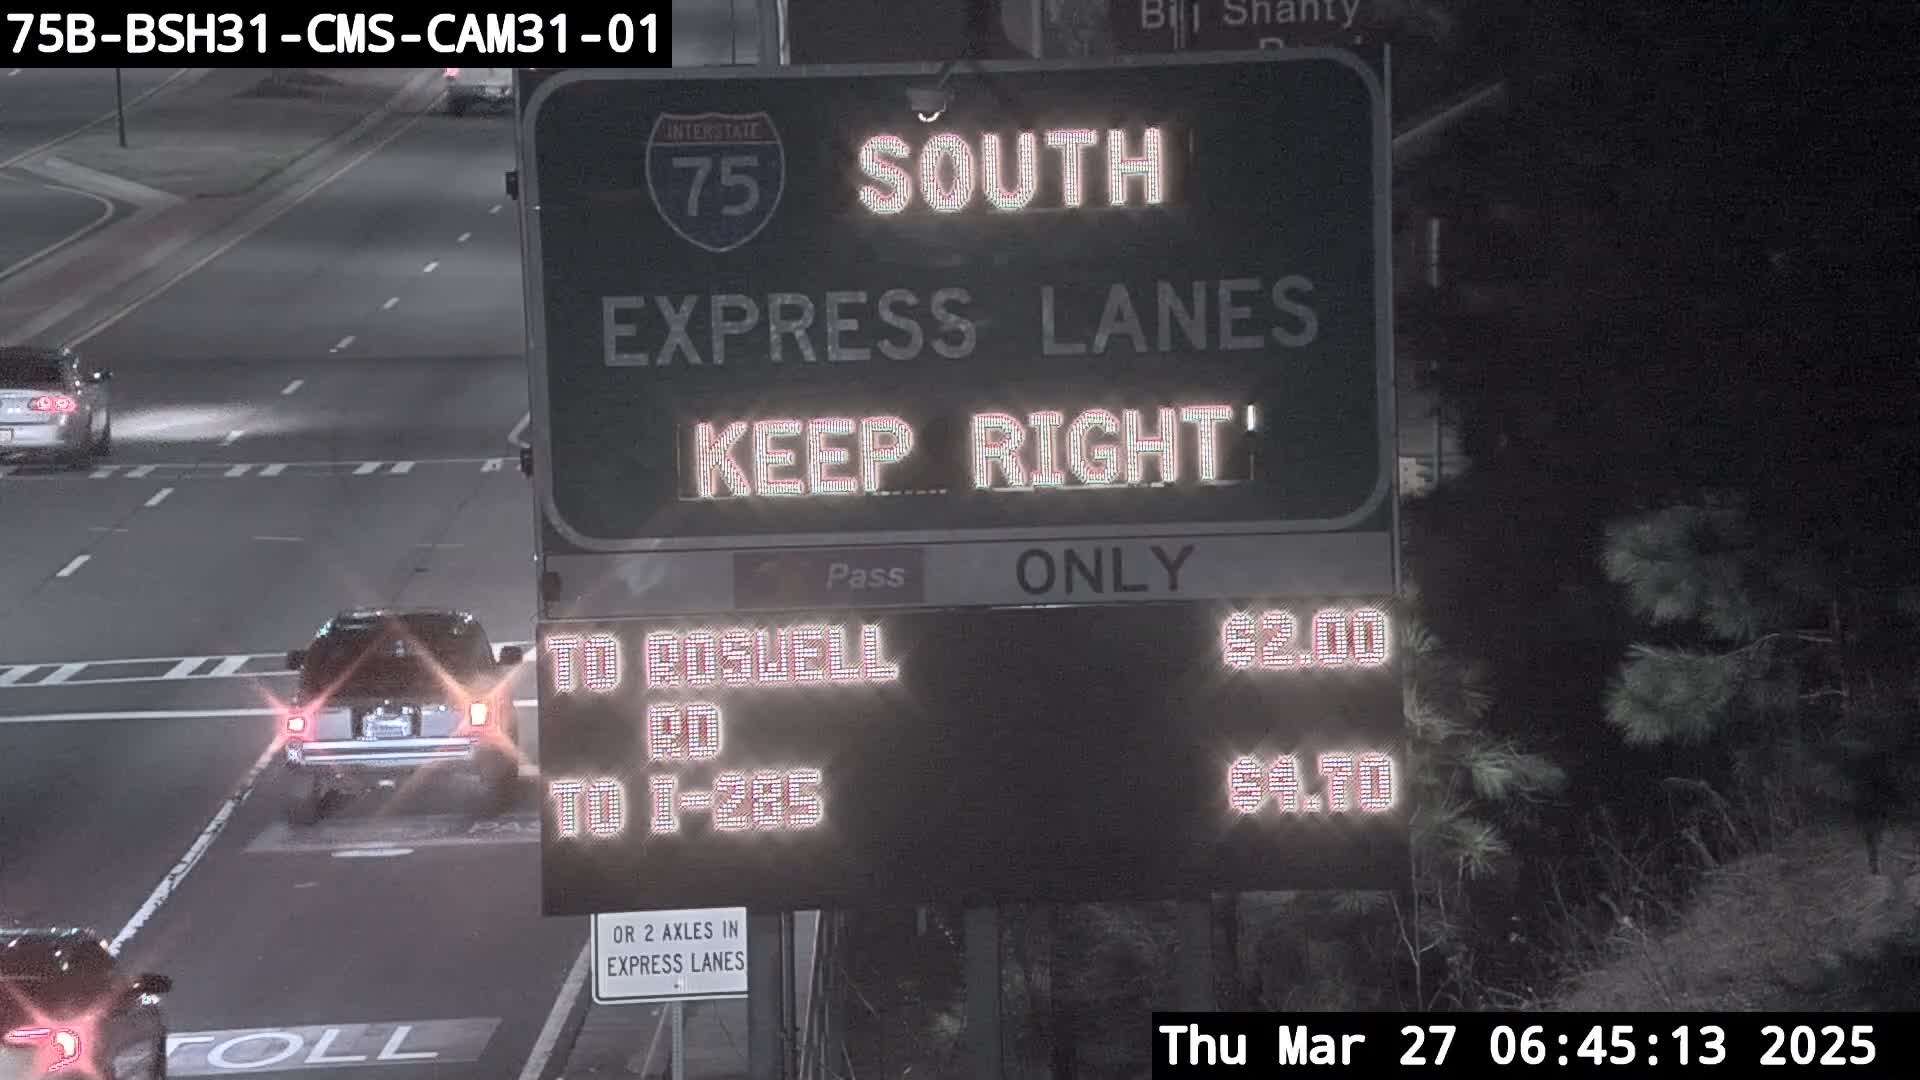 75B-BSH31-CMS-CAM31-01
Shanty
INTERSTATE
75
SOUTH
EXPRESS LANES
KEEP RIGHT
Pass ONLY
TO ROSWELL $2.00
RD
TO I-285 $4.70
OR 2 AXLES IN
EXPRESS LANES
TOLL
Thu Mar 27 06:45:13 2025